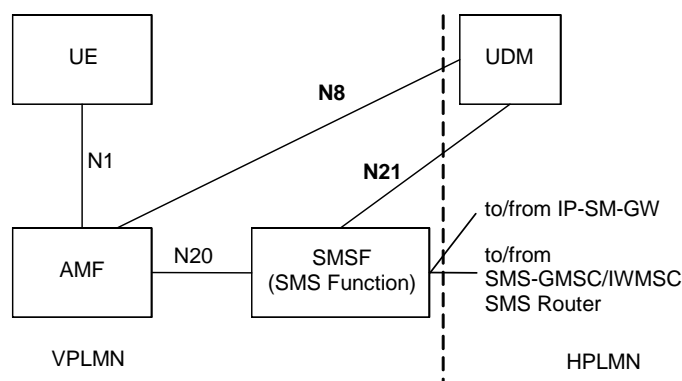 UE
UDM
N8
N1
N21
to/from IP-SM-GW
AMF
N20
SMSF
(SMS Function)
to/from
SMS-GMSC/IWMSC
SMS Router
VPLMN
HPLMN